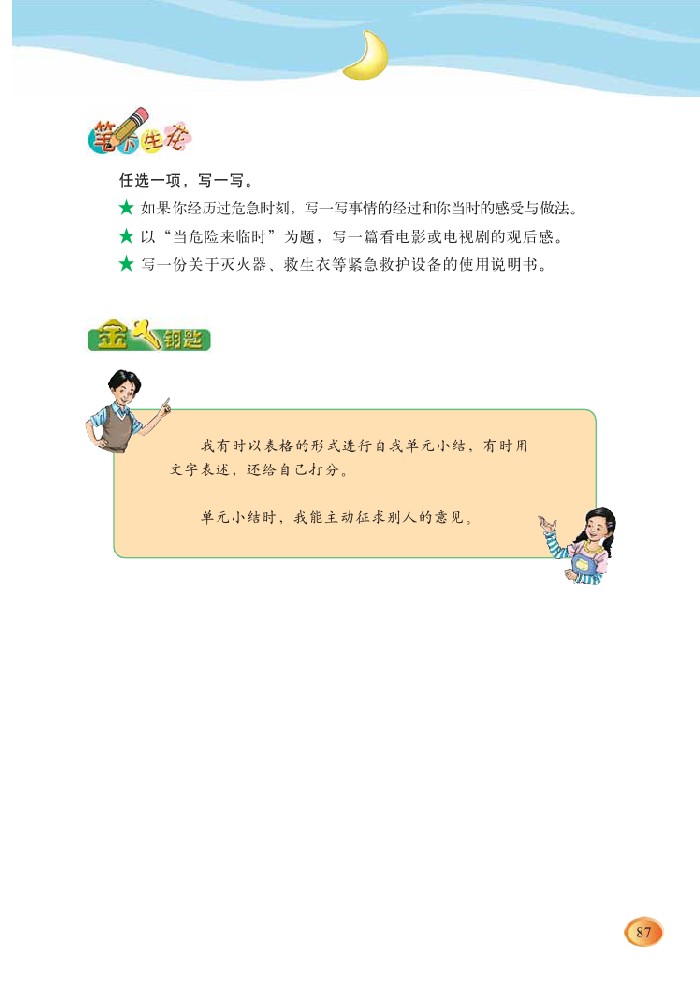 笔下生花
任选一项，写一写。
★ 如果你经历过危急时刻，写一写事情的经过和你当时的感受与做法。
★ 以“当危险来临时”为题，写一篇看电影或电视剧的观后感。
★ 写一份关于灭火器、救生衣等紧急救护设备的使用说明书。
金钥匙
我有时以表格的形式进行自我单元小结，有时用
文字表述，还给自己打分。
单元小结时，我能主动征求别人的意见。
87